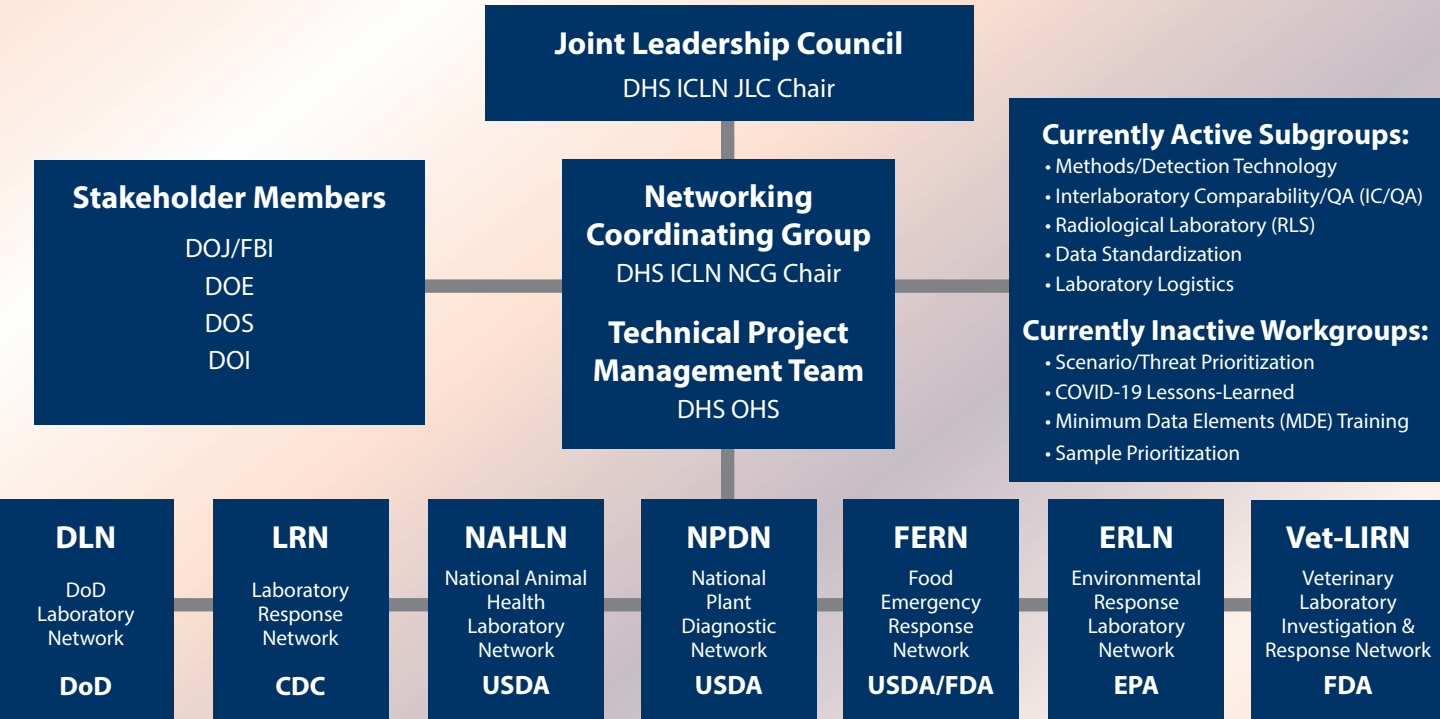 Joint Leadership Council
DHS ICLN JLC Chair
Stakeholder Members
DOJ/FBI
DOE
DOS
DOI
Networking
Coordinating Group
DHS ICLN NCG Chair
Technical Project
Management Team
DHS OHS
Currently Active Subgroups:
• Methods/Detection Technology
• Interlaboratory Comparability/QA (IC/QA)
• Radiological Laboratory (RLS)
• Data Standardization
• Laboratory Logistics
Currently Inactive Workgroups:
• Scenario/Threat Prioritization
• COVID-19 Lessons-Learned
• Minimum Data Elements (MDE) Training
• Sample Prioritization
DLN
DoD
Laboratory
Network
DoD
LRN
Laboratory
Response
Network
CDC
NAHLN
National Animal
Health
Laboratory
Network
USDA
NPDN
National
Plant
Diagnostic
Network
USDA
FERN
Food
Emergency
Response
Network
USDA/FDA
ERLN
Environmental
Response
Laboratory
Network
EPA
Vet-LIRN
Veterinary
Laboratory
Investigation &
Response Network
FDA